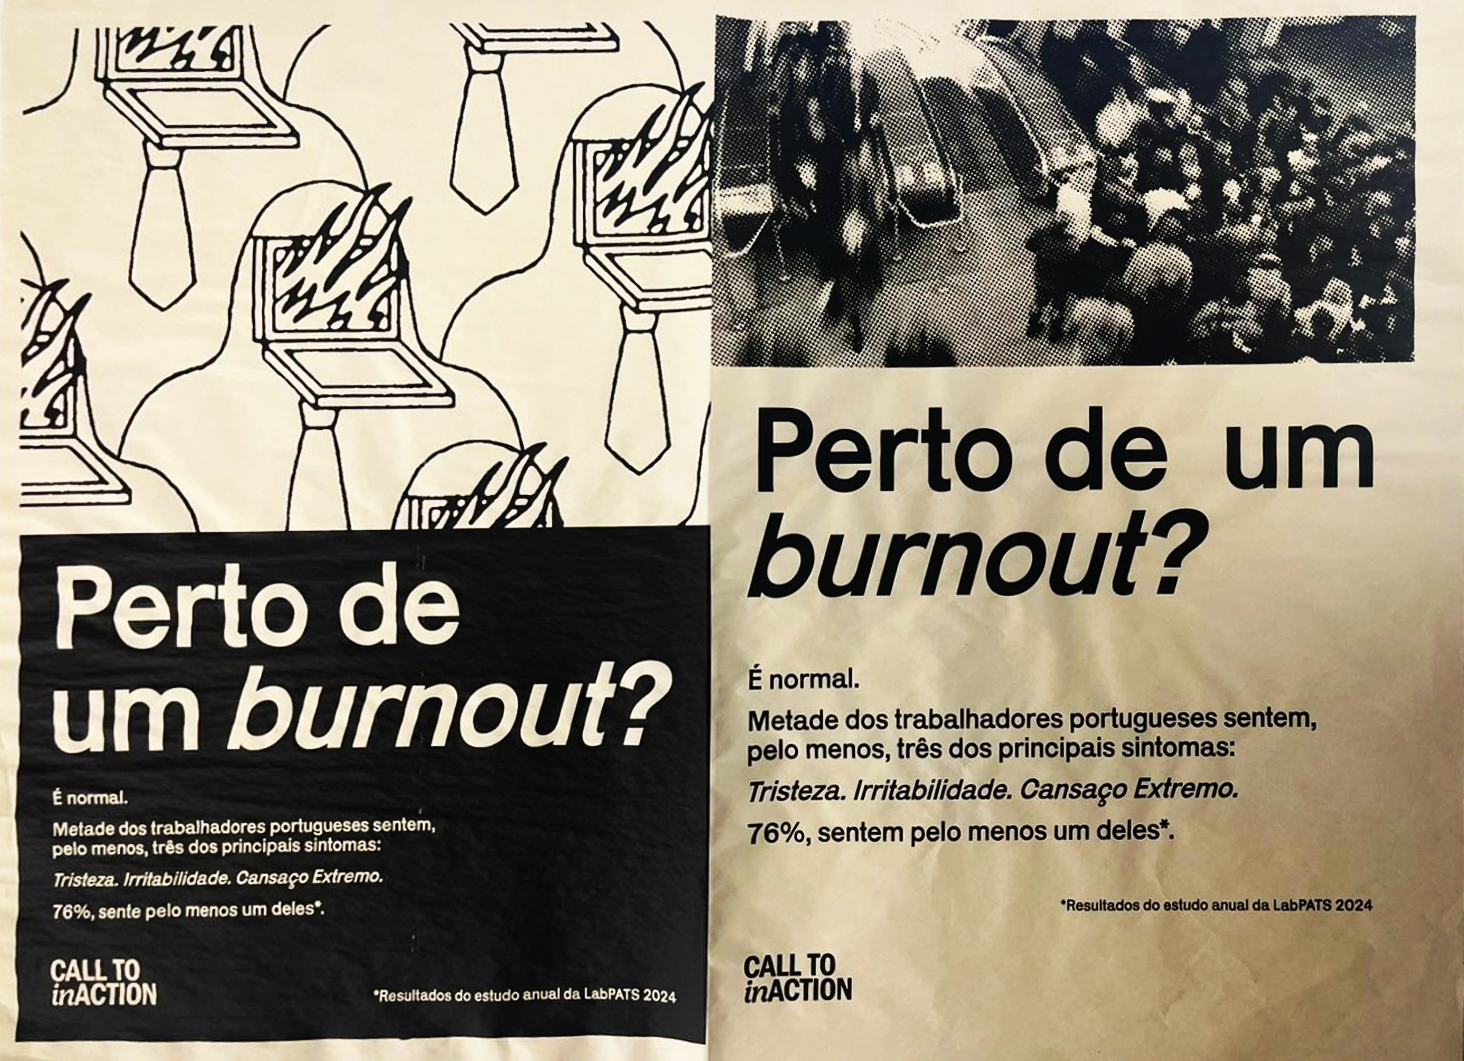 Perto de
um burnout?
É normal.
Metade dos trabalhadores portugueses sentem,
pelo menos, três dos principais sintomas:
Tristeza. Irritabilidade. Cansaço Extremo.
76%, sente pelo menos um deles*.
CALL TO
inACTION
*Resultados do estudo anual da LabPATS 2024
Perto de um
burnout?
É normal.
Metade dos trabalhadores portugueses sentem,
pelo menos, três dos principais sintomas:
Tristeza. Irritabilidade. Cansaço Extremo.
76%, sentem pelo menos um deles*.
*Resultados do estudo anual da LabPATS 2024
CALL TO
inACTION